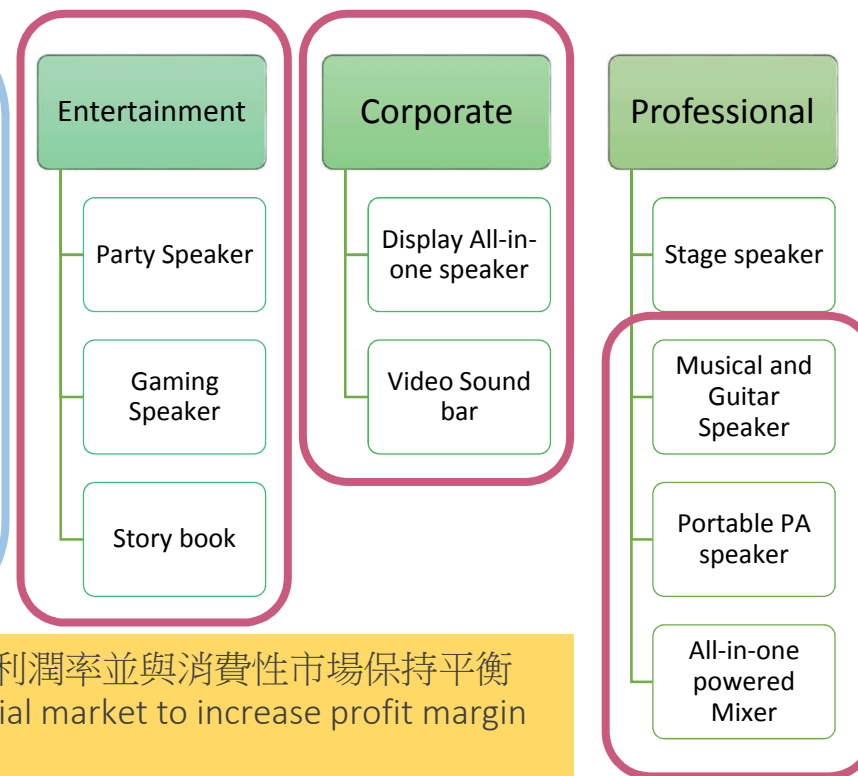 Entertainment
Party Speaker
Gaming
Speaker
Story book
Corporate
Display All-in-
one speaker
Video Sound
bar
Professional
Stage speaker
Musical and
Guitar
Speaker
Portable PA
speaker
All-in-one
powered
Mixer
利潤率並與消費性市場保持平衡
ial market to increase profit margin